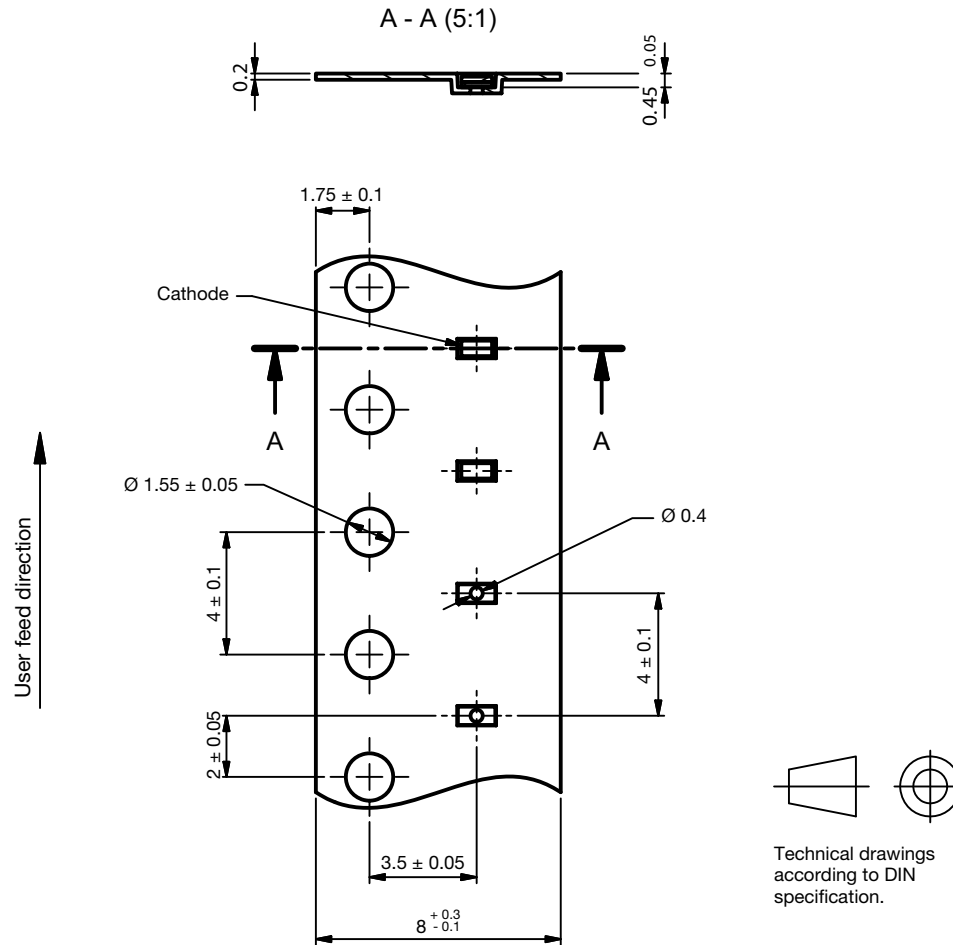 A - A (5:1)
0.2
0.05
0.45
1.75 ± 0.1
Cathode
A
A
Ø 1.55 ± 0.05
Ø 0.4
User feed direction
4 ± 0.1
4 ± 0.1
2 ± 0.05
3.5 ± 0.05
8 + 0.3
- 0.1
Technical drawings
according to DIN
specification.